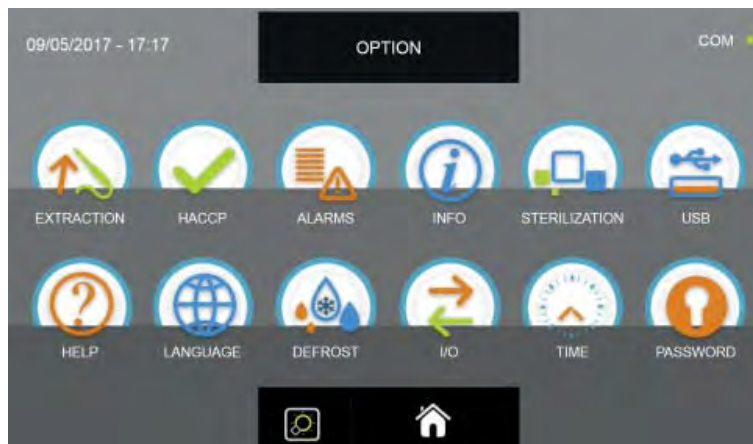 09/05/2017 - 17:17 OPTION COM
EXTRACTION HACCP ALARMS INFO STERILIZATION USB
HELP LANGUAGE DEFROST I/O TIME PASSWORD